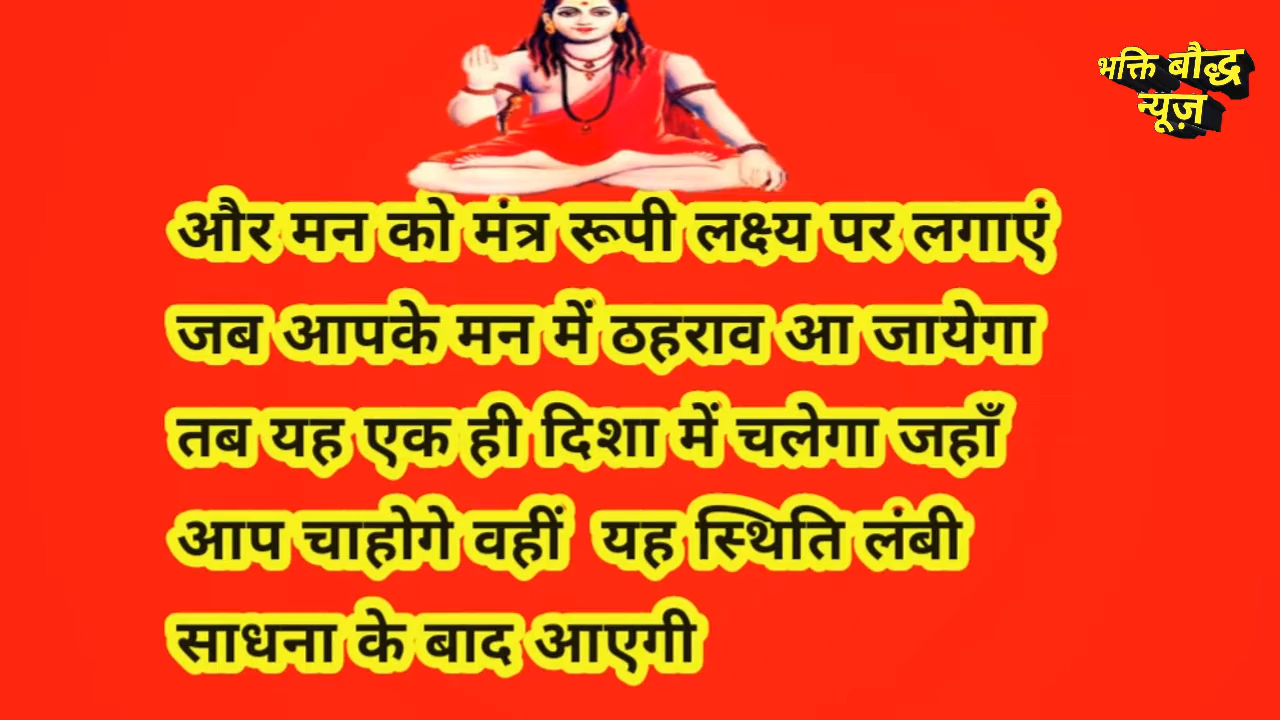 भक्ति बौद्ध
न्यूज़
और मन को मंत्र रूपी लक्ष्य पर लगाएं
जब आपके मन में ठहराव आ जायेगा
तब यह एक ही दिशा में चलेगा जहाँ
आप चाहोगे वहीं यह स्थिति लंबी
साधना के बाद आएगी